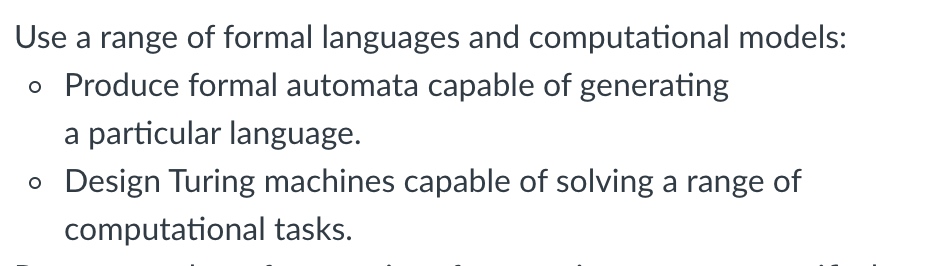 Use a range of formal languages and computational models:
Produce formal automata capable of generating
a particular language.
Design Turing machines capable of solving a range of
computational tasks.